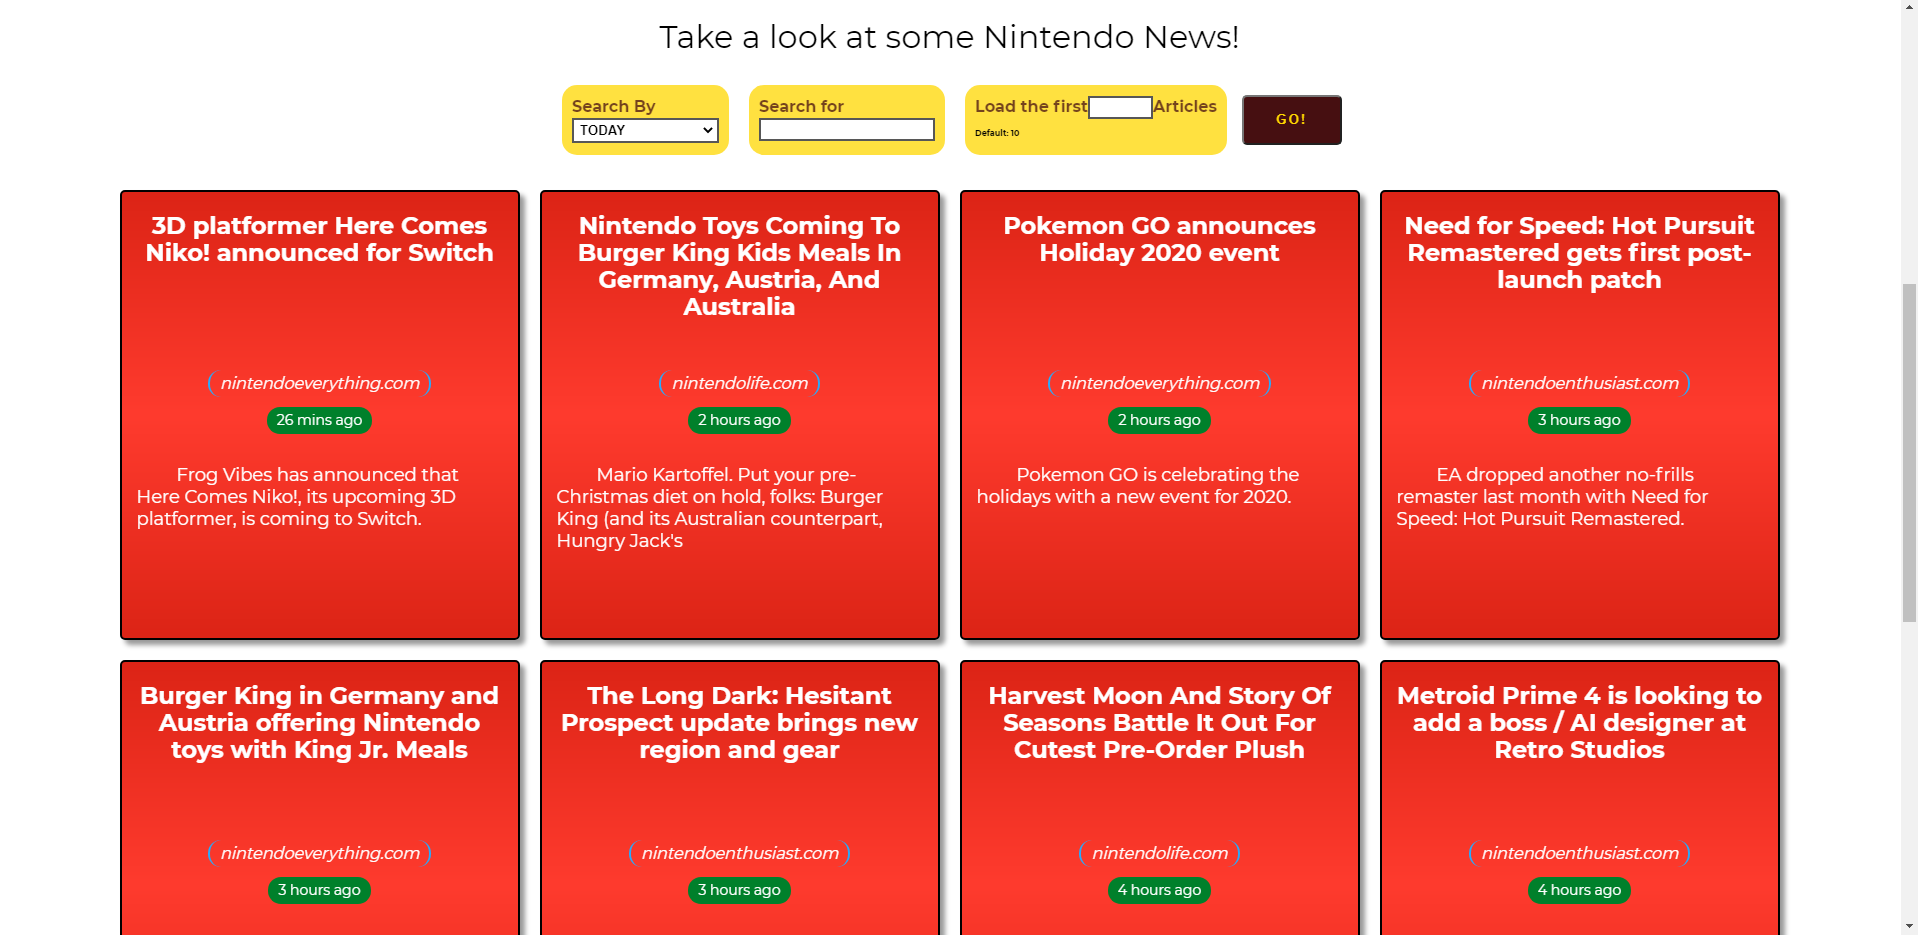 Take a look at some Nintendo News!
Search By
TODAY
Search for
Load the first Articles
Default: 10
GO!
3D platformer Here Comes
Niko! announced for Switch
nintendoeverything.com
26 mins ago
Frog Vibes has announced that
Here Comes Niko!, its upcoming 3D
platformer, is coming to Switch.
Nintendo Toys Coming To
Burger King Kids Meals In
Germany, Austria, And
Australia
nintendolife.com
2 hours ago
Mario Kartoffel. Put your pre-
Christmas diet on hold, folks: Burger
King (and its Australian counterpart,
Hungry Jack's
Pokemon GO announces
Holiday 2020 event
nintendoeverything.com
2 hours ago
Pokemon GO is celebrating the
holidays with a new event for 2020.
Need for Speed: Hot Pursuit
Remastered gets first post-
launch patch
nintendoenthusiast.com
3 hours ago
EA dropped another no-frills
remaster last month with Need for
Speed: Hot Pursuit Remastered.
Burger King in Germany and
Austria offering Nintendo
toys with King Jr. Meals
nintendoeverything.com
3 hours ago
The Long Dark: Hesitant
Prospect update brings new
region and gear
nintendoenthusiast.com
3 hours ago
Harvest Moon And Story Of
Seasons Battle It Out For
Cutest Pre-Order Plush
nintendolife.com
4 hours ago
Metroid Prime 4 is looking to
add a boss / AI designer at
Retro Studios
nintendoenthusiast.com
4 hours ago